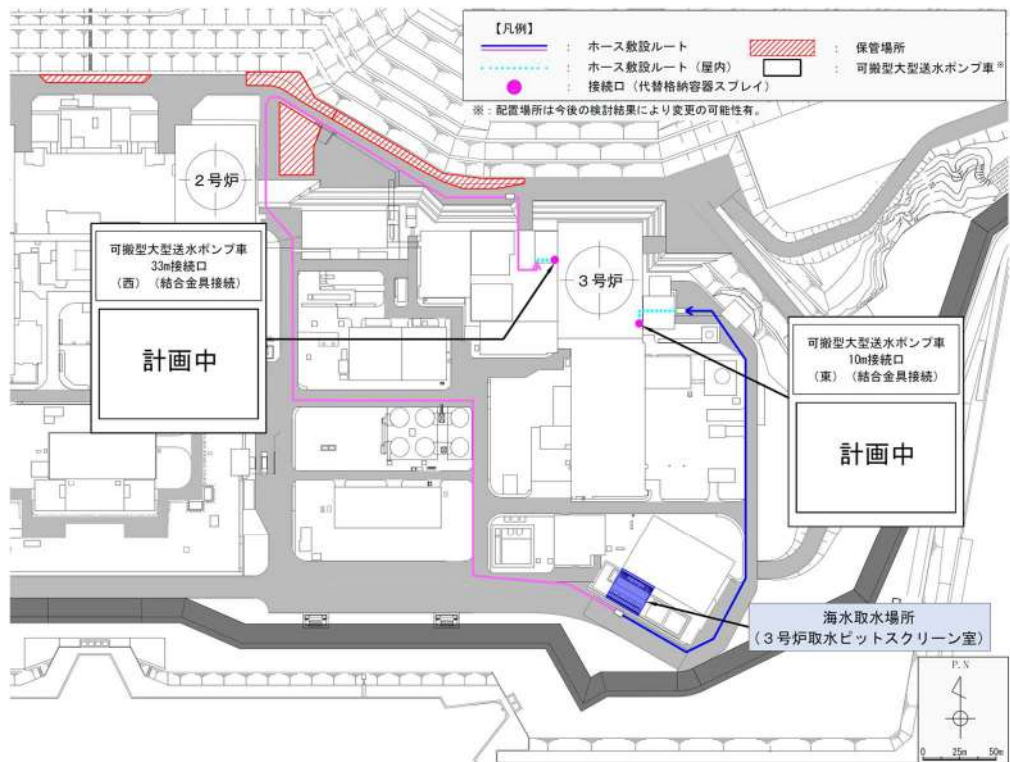 【凡例】
： ホース敷設ルート
： ホース敷設ルート（屋内）
： 接続口（代替格納容器スプレイ）
： 保管場所
： 可搬型大型送水ポンプ車※
※：配置場所は今後の検討結果により変更の可能性有。
２号炉
可搬型大型送水ポンプ車
33m接続口
（西）（結合金具接続）
計画中
３号炉
可搬型大型送水ポンプ車
10m接続口
（東）（結合金具接続）
計画中
海水取水場所
（３号炉取水ピットスクリーン室）
P.N
0 25m 50m